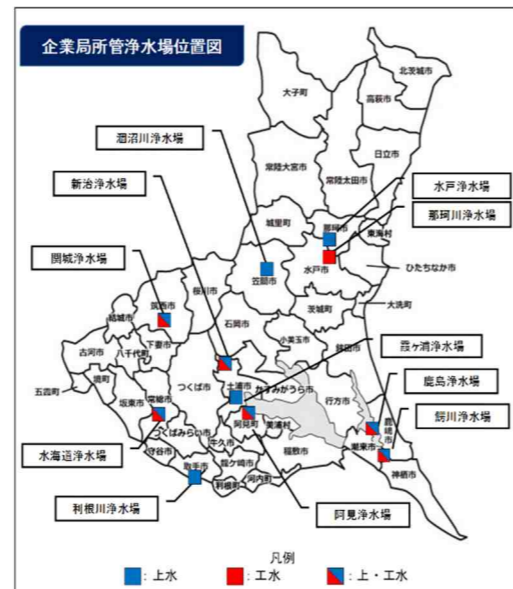 企業局所管浄水場位置図
北茨城市
大子町
高萩市
日立市
常陸大宮市
常陸太田市
涸沼川浄水場
新治浄水場
水戸浄水場
那珂川浄水場
城里町
那珂市
東海村
関城浄水場
水戸市
ひたちなか市
笠間市
桜川市
筑西市
茨城町
大洗町
結城市
石岡市
小美玉市
鉾田市
下妻市
古河市
八千代町
霞ヶ浦浄水場
五霞町
境町
つくば市
土浦市
かすみがうら市
行方市
鹿島浄水場
坂東市
常総市
阿見町
美浦村
鹿嶋市
鰐川浄水場
つくばみらい市
牛久市
潮来市
水海道浄水場
守谷市
稲敷市
神栖市
取手市
龍ケ崎市
利根町
河内町
利根川浄水場
阿見浄水場
凡例
:上水
:工水
:上・工水